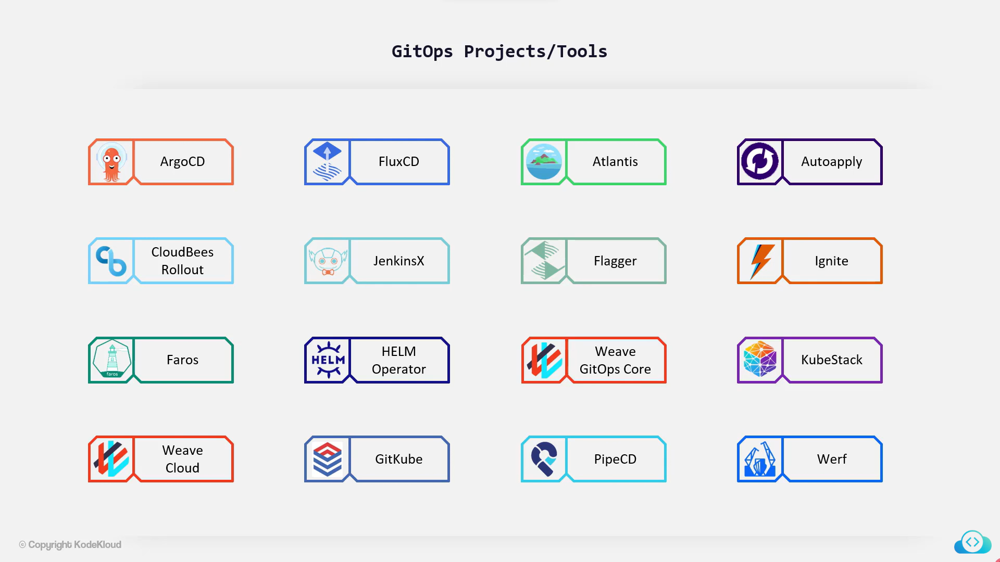 GitOps Projects/Tools
ArgoCD
FluxCD
Atlantis
Autoapply
CloudBees
Rollout
JenkinsX
Flagger
Ignite
faros
Faros
HELM
HELM
Operator
Weave
GitOps Core
KubeStack
Weave
Cloud
GitKube
PipeCD
Werf
© Copyright KodeKloud